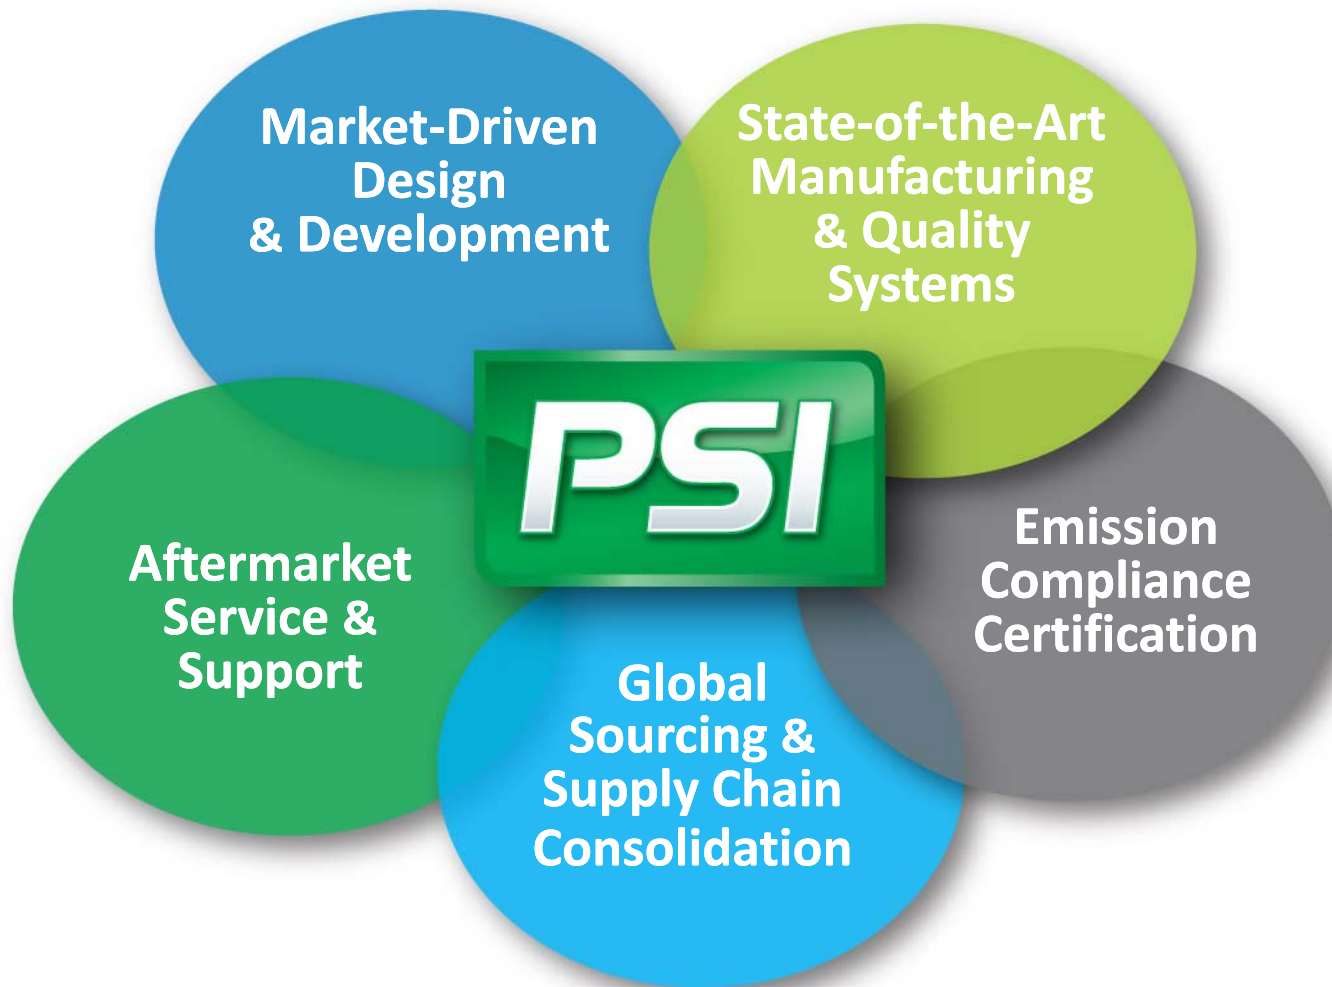 Market-Driven
Design
& Development
State-of-the-Art
Manufacturing
& Quality
Systems
PSI
Aftermarket
Service &
Support
Emission
Compliance
Certification
Global
Sourcing &
Supply Chain
Consolidation